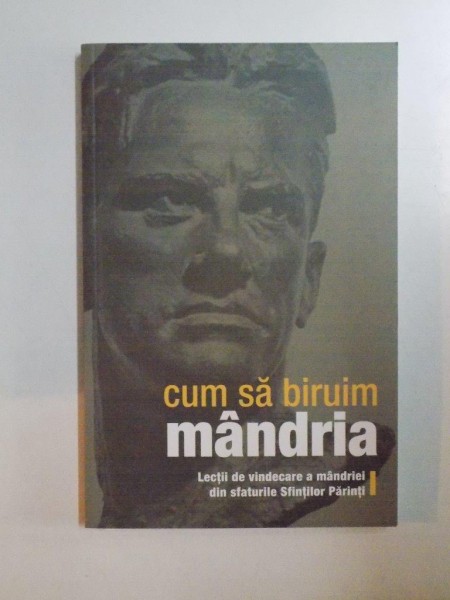 cum să biruim
mândria
Lecții de vindecare a mândriei
din sfaturile Sfinților Părinți